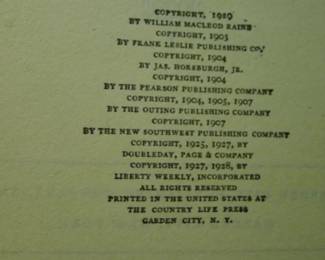 COPYRIGHT, 1929
BY WILLIAM MACLEOD RAINE
COPYRIGHT, 1903
BY FRANK LESLIE PUBLISHING CO.
COPYRIGHT, 1904
BY JAS. HORSBURGH, JR.
COPYRIGHT, 1904
BY THE PEARSON PUBLISHING COMPANY
COPYRIGHT, 1904, 1905, 1907
BY THE OUTING PUBLISHING COMPANY
COPYRIGHT, 1907
BY THE NEW SOUTHWEST PUBLISHING COMPANY
COPYRIGHT, 1925, 1927, BY
DOUBLEDAY, PAGE & COMPANY
COPYRIGHT, 1927, 1928, BY
LIBERTY WEEKLY, INCORPORATED
ALL RIGHTS RESERVED
PRINTED IN THE UNITED STATES AT
THE COUNTRY LIFE PRESS
GARDEN CITY, N. Y.